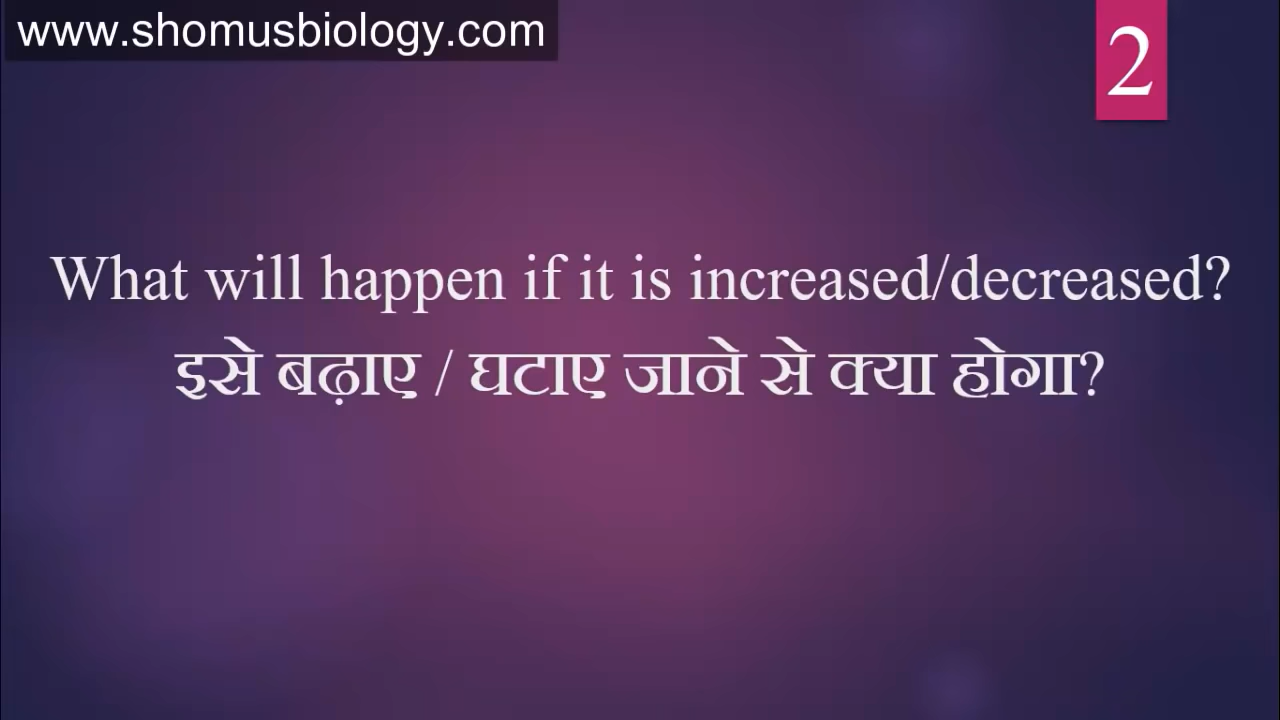 www.shomusbiology.com
2
What will happen if it is increased/decreased?
इसे बढ़ाए / घटाए जाने से क्या होगा?